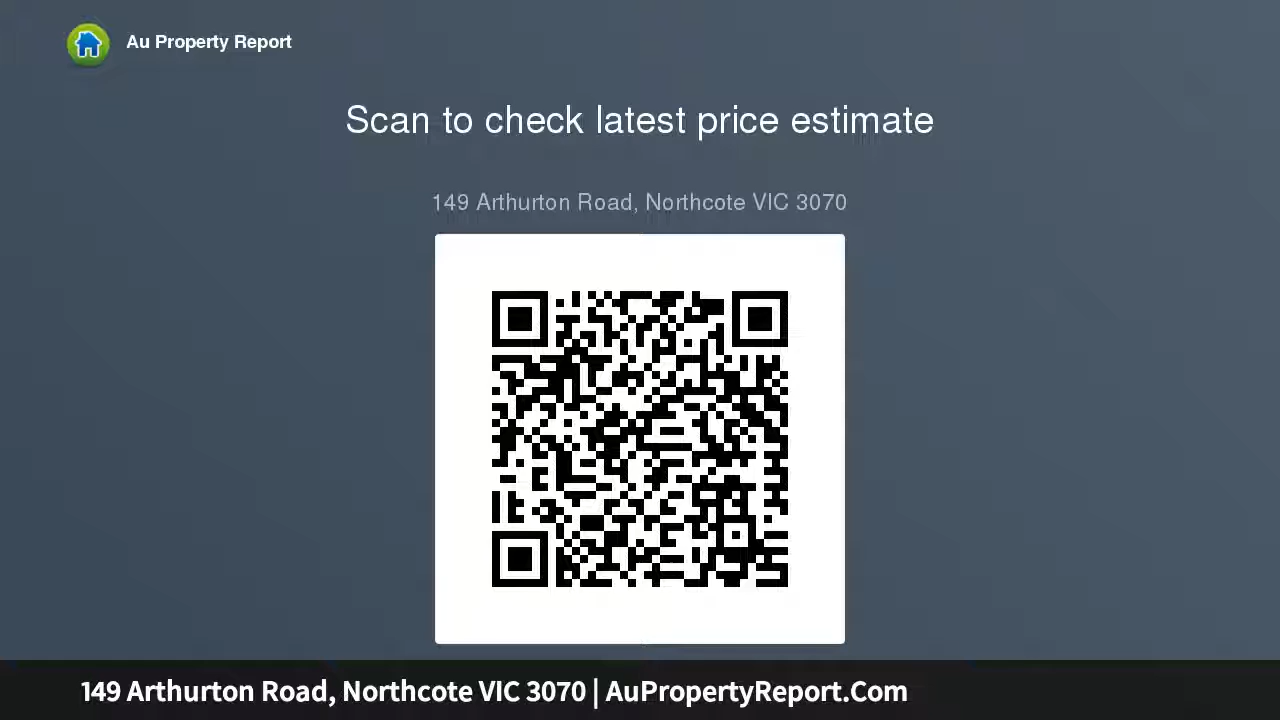 Au Property Report
Scan to check latest price estimate
149 Arthurton Road, Northcote VIC 3070
149 Arthurton Road, Northcote VIC 3070 | AuPropertyReport.Com